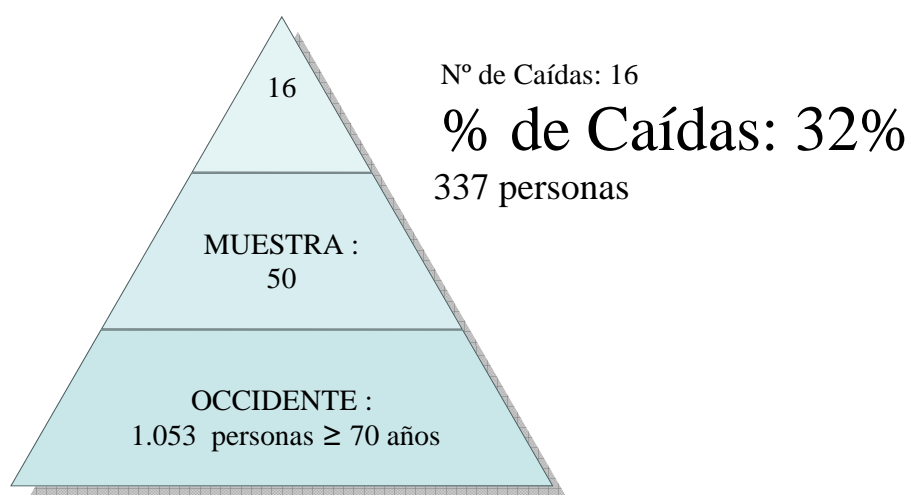 16
Nº de Caídas: 16
% de Caídas: 32%
337 personas
MUESTRA :
50
OCCIDENTE :
1.053 personas ≥ 70 años